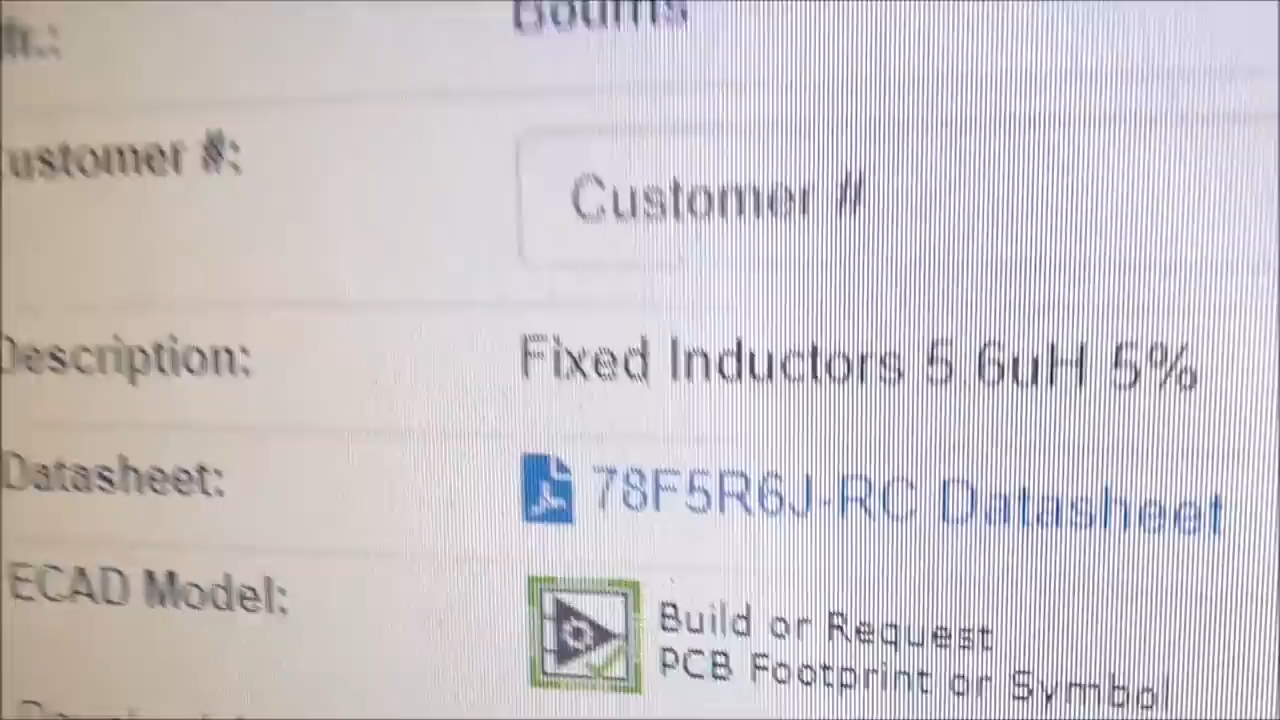 Bourns
Customer #:
Customer #
Description:
Fixed Inductors 5.6uH 5%
Datasheet:
78F5R6J-RC Datasheet
ECAD Model:
Build or Request
PCB Footprint or Symbol